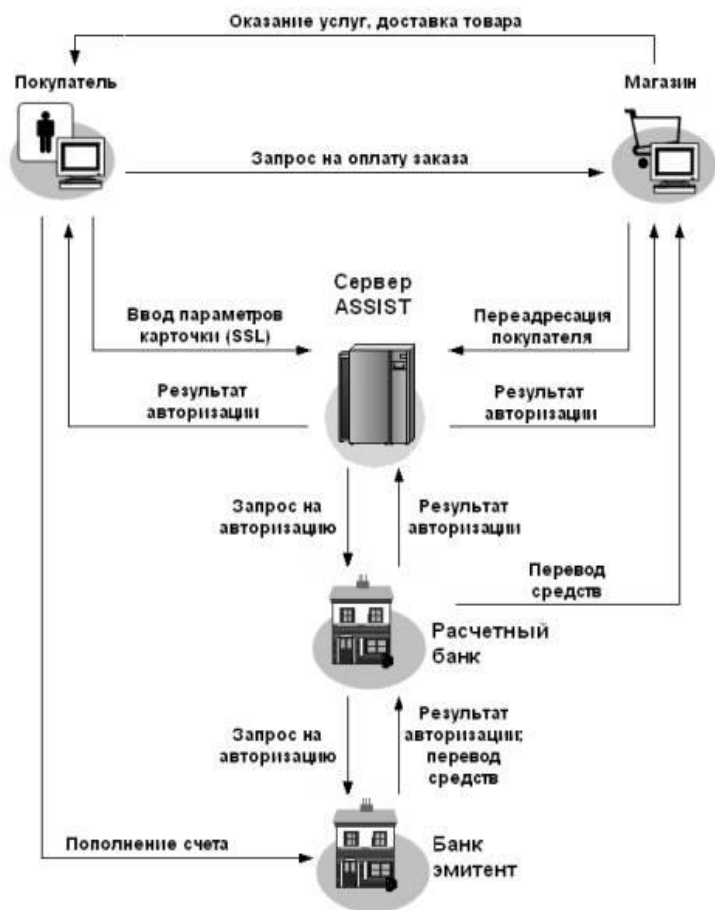 Оказание услуг, доставка товара
Покупатель
Магазин
Запрос на оплату заказа
Сервер
ASSIST
Ввод параметров
карточки (SSL)
Переадресация
покупателя
Результат
авторизации
Результат
авторизации
Запрос на
авторизацию
Результат
авторизации
Перевод
средств
Расчетный
банк
Запрос на
авторизацию
Результат
авторизации;
перевод
средств
Пополнение счета
Банк
эмитент